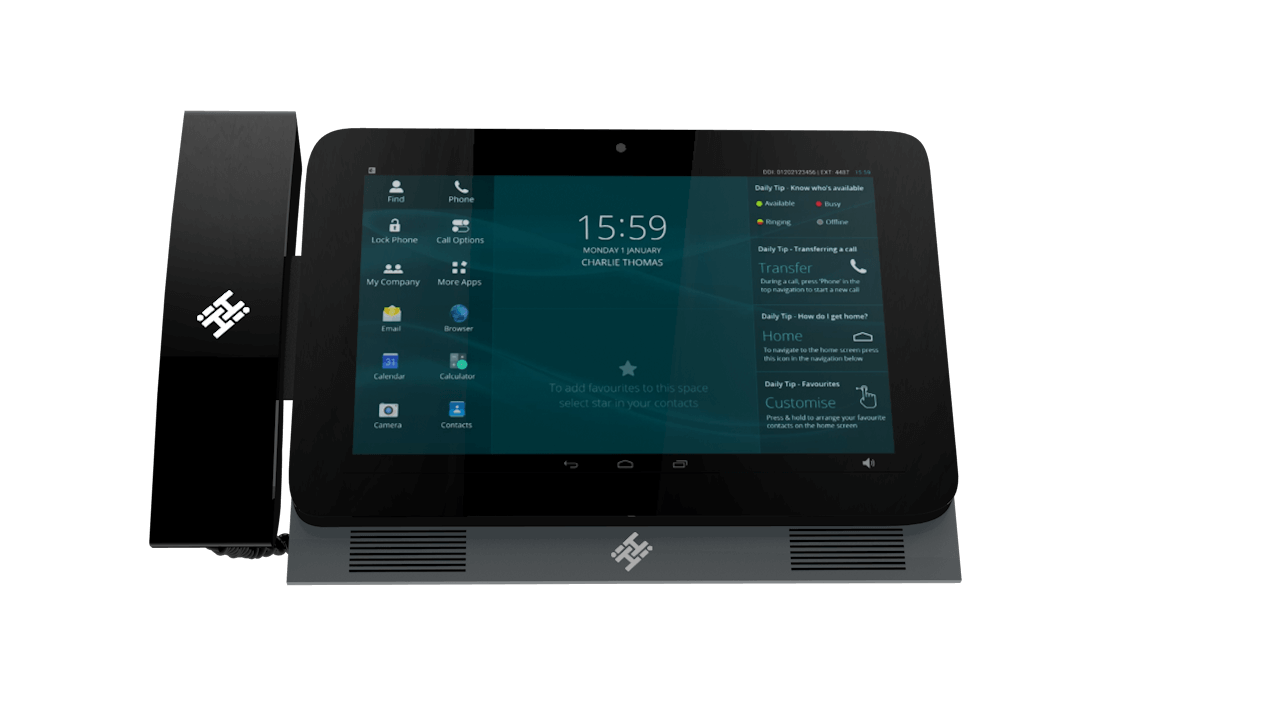 DDI: 01202123456 | EXT: 4487 15:59
Find
Phone
Lock Phone
Call Options
My Company
More Apps
Email
Browser
31
Calendar
Calculator
Camera
Contacts
15:59
MONDAY 1 JANUARY
CHARLIE THOMAS
To add favourites to this space
select star in your contacts
Daily Tip - Know who's available
Available
Busy
Ringing
Offline
Daily Tip - Transferring a call
Transfer
During a call, press 'Phone' in the
top navigation to start a new call
Daily Tip - How do I get home?
Home
To navigate to the home screen press
this icon in the navigation below
Daily Tip - Favourites
Customise
Press & hold to arrange your favourite
contacts on the home screen